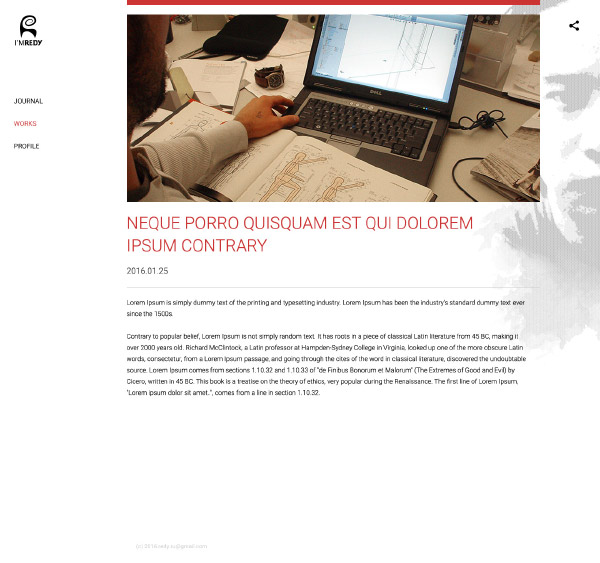 I'MREDY
JOURNAL
WORKS
PROFILE
DELL
NEQUE PORRO QUISQUAM EST QUI DOLOREM
IPSUM CONTRARY
2016.01.25
Lorem Ipsum is simply dummy text of the printing and typesetting industry. Lorem Ipsum has been the industry's standard dummy text ever
since the 1500s.
Contrary to popular belief, Lorem Ipsum is not simply random text. It has roots in a piece of classical Latin literature from 45 BC, making it
over 2000 years old. Richard McClintock, a Latin professor at Hampden-Sydney College in Virginia, looked up one of the more obscure Latin
words, consectetur, from a Lorem Ipsum passage, and going through the cites of the word in classical literature, discovered the undoubtable
source. Lorem Ipsum comes from sections 1.10.32 and 1.10.33 of "de Finibus Bonorum et Malorum" (The Extremes of Good and Evil) by
Cicero, written in 45 BC. This book is a treatise on the theory of ethics, very popular during the Renaissance. The first line of Lorem Ipsum,
"Lorem ipsum dolor sit amet..", comes from a line in section 1.10.32.